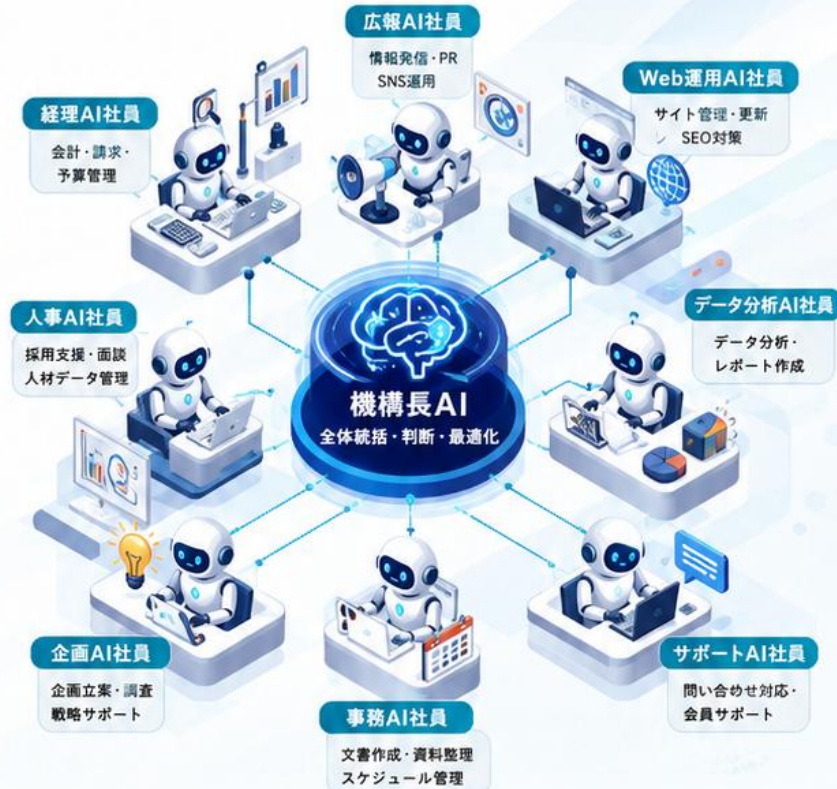 広報AI社員
情報発信・PR
SNS運用
経理AI社員
会計・請求・
予算管理
Web運用AI社員
サイト管理・更新
SEO対策
人事AI社員
採用支援・面談
人材データ管理
データ分析AI社員
データ分析・
レポート作成
機構長AI
全体統括・判断・最適化
企画AI社員
企画立案・調査
戦略サポート
事務AI社員
文書作成・資料整理
スケジュール管理
サポートAI社員
問い合わせ対応・
会員サポート